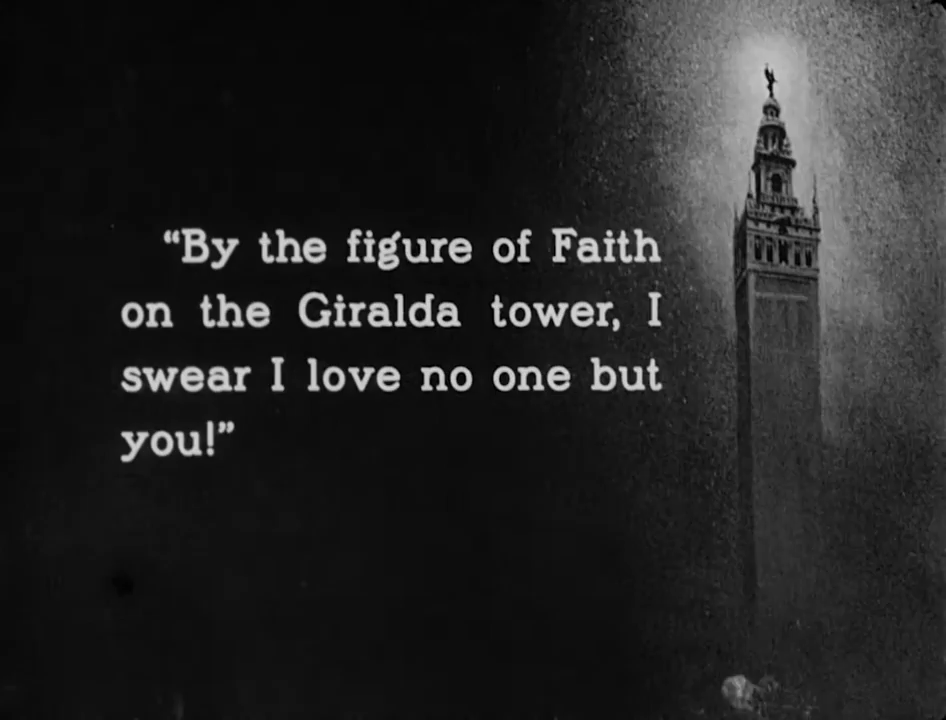 “By the figure of Faith
on the Giralda tower, I
swear I love no one but
you!”